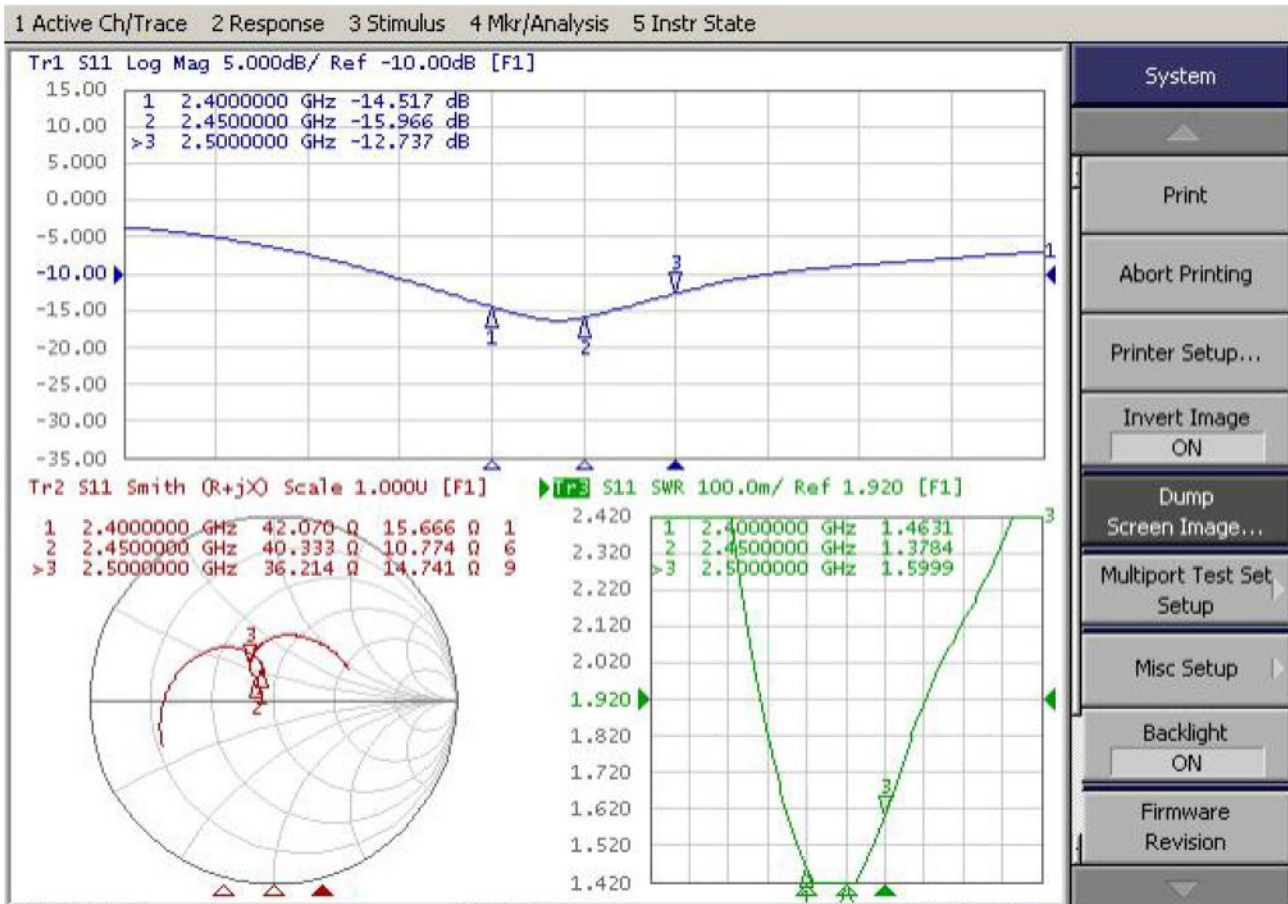 1 Active Ch/Trace 2 Response 3 Stimulus 4 Mkr/Analysis 5 Instr State
Tr1 S11 Log Mag 5.000dB/ Ref -10.00dB [F1]
15.00
10.00
5.000
0.000
-5.000
-10.00
-15.00
-20.00
-25.00
-30.00
-35.00
1 2.4000000 GHz -14.517 dB
2 2.4500000 GHz -15.966 dB
>3 2.5000000 GHz -12.737 dB
1
2
3
1
Tr2 S11 Smith (R+jX) Scale 1.000U [F1]
1 2.4000000 GHz 42.070 Ω 15.666 Ω 1
2 2.4500000 GHz 40.333 Ω 10.774 Ω 6
>3 2.5000000 GHz 36.214 Ω 14.741 Ω 9
3
2
Tr3 S11 SWR 100.0m/ Ref 1.920 [F1]
2.420
2.320
2.220
2.120
2.020
1.920
1.820
1.720
1.620
1.520
1.420
1 2.4000000 GHz 1.4631
2 2.4500000 GHz 1.3784
>3 2.5000000 GHz 1.5999
3
3
System
Print
Abort Printing
Printer Setup...
Invert Image
ON
Dump
Screen Image...
Multiport Test Set
Setup
Misc Setup
Backlight
ON
Firmware
Revision